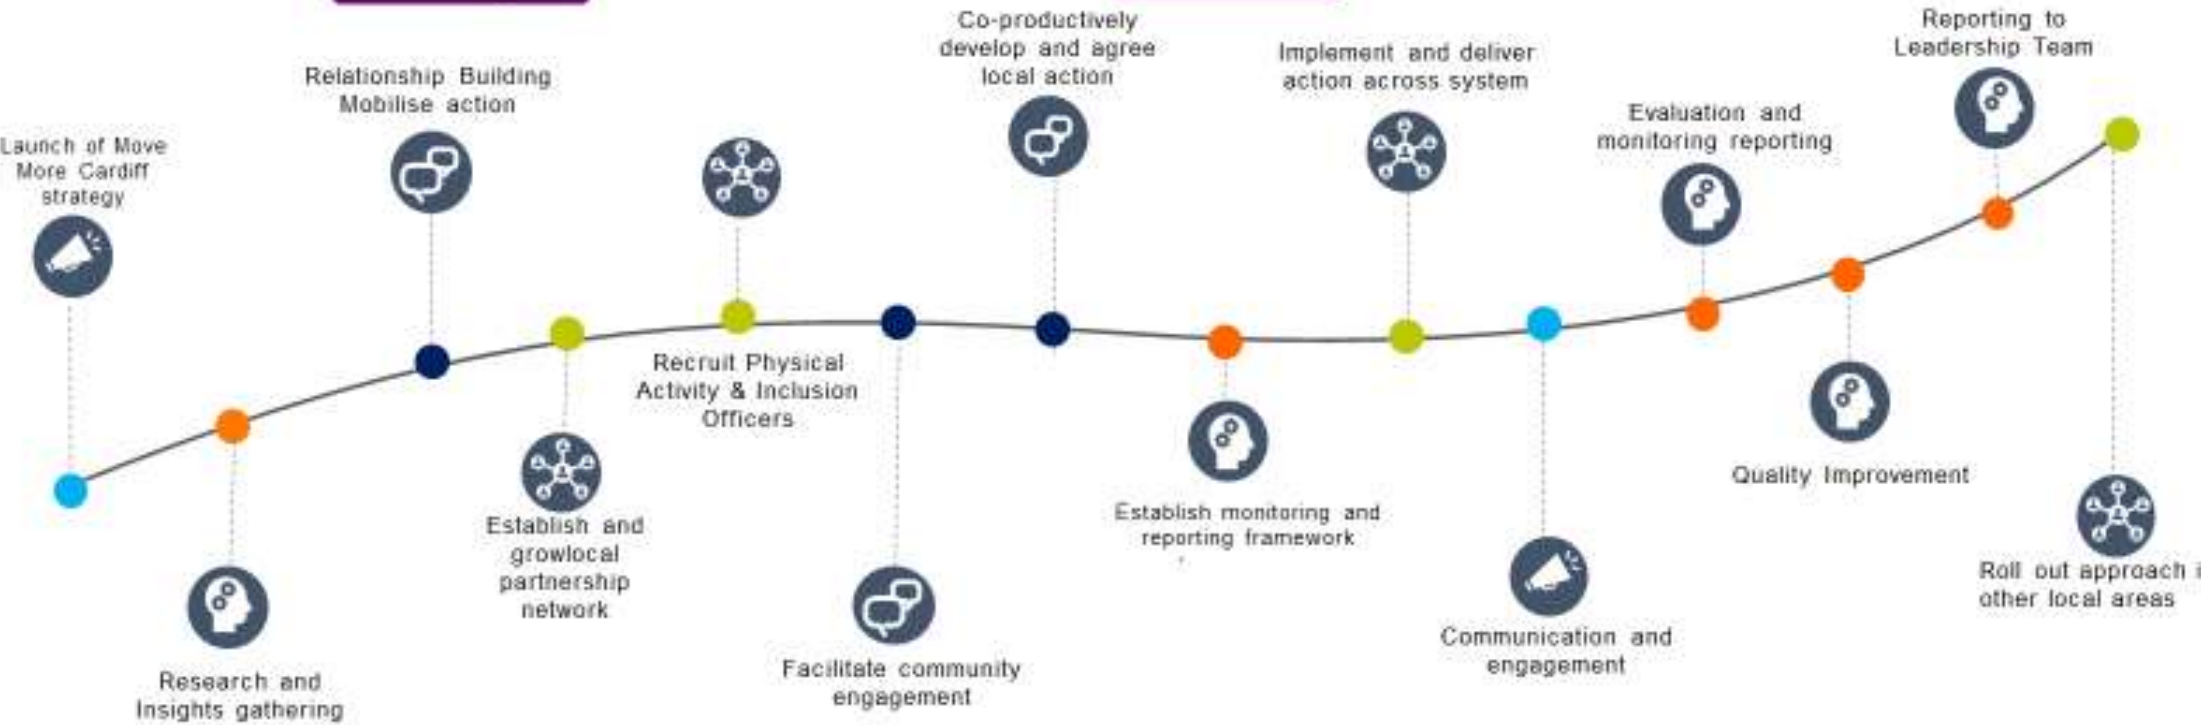 Launch of Move
More Cardiff
strategy
Research and
Insights gathering
Relationship Building
Mobilise action
Establish and
growlocal
partnership
network
Recruit Physical
Activity & Inclusion
Officers
Facilitate community
engagement
Co-productively
develop and agree
local action
Establish monitoring and
reporting framework
Implement and deliver
action across system
Communication and
engagement
Evaluation and
monitoring reporting
Quality Improvement
Reporting to
Leadership Team
Roll out approach
other local areas